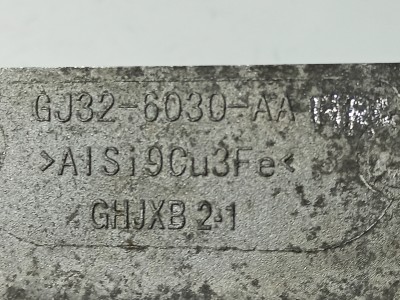 GJ32-6030-AA
>AlSi9Cu3Fe<
GHJXB 2·1